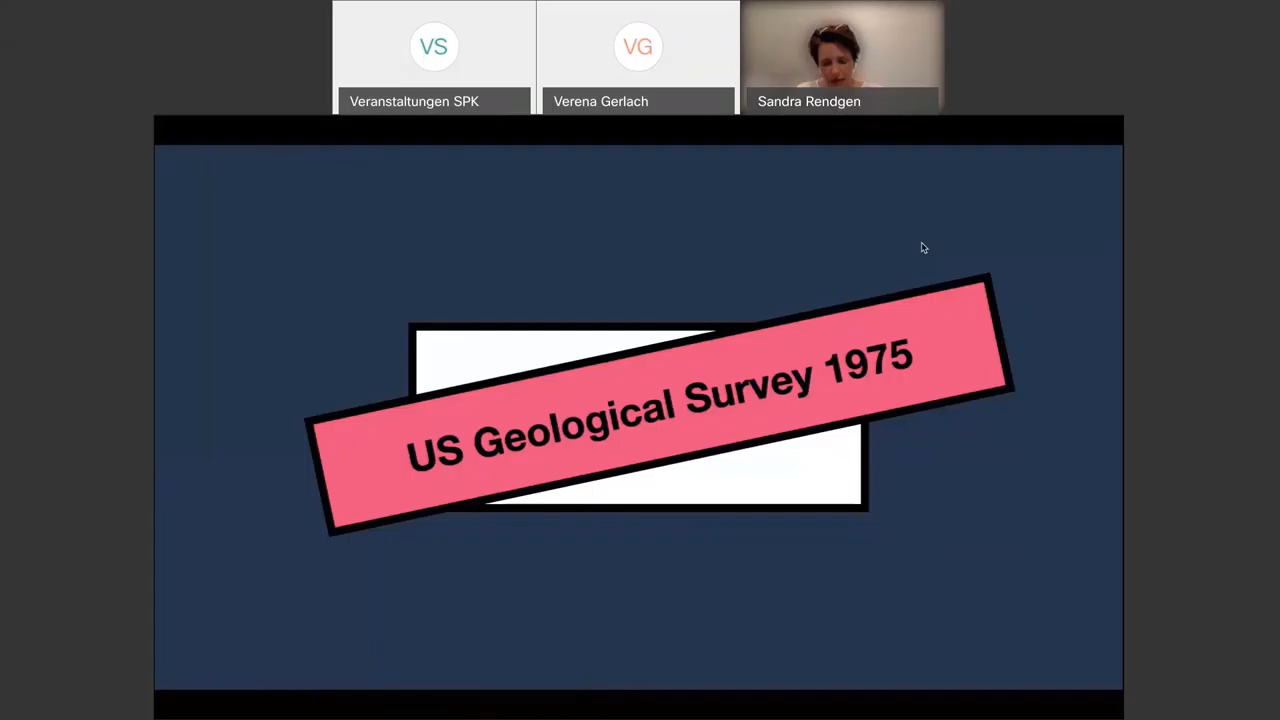 VS
VG
Veranstaltungen SPK
Verena Gerlach
Sandra Rendgen
US Geological Survey 1975